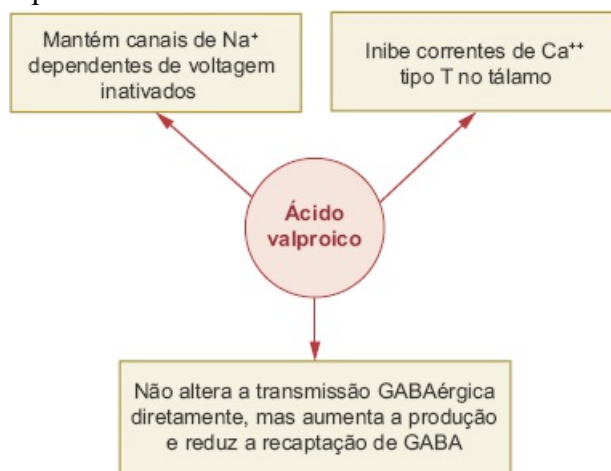 Mantém canais de Na⁺
dependentes de voltagem
inativados
Inibe correntes de Ca⁺⁺
tipo T no tálamo
Ácido
valproico
Não altera a transmissão GABAérgica
diretamente, mas aumenta a produção
e reduz a recaptação de GABA